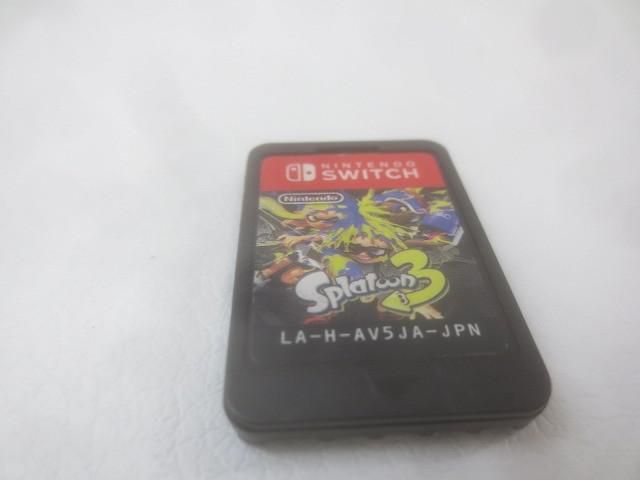 NINTENDO
SWITCH
Nintendo
Splatoon 3
LA-H-AV5JA-JPN